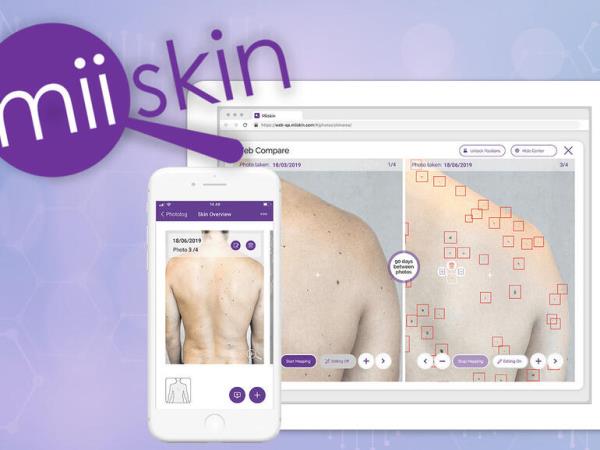 miiskin
Miiskin
https://web-qa.miiskin.com/#/photos/dilmarea/
Web Compare
Unlock Positions
Hide Center
Photo taken: 18/03/2019
1/4
Photo taken: 18/06/2019
3/4
90 days
between
photos
Start Mapping
Editing Off
Stop Mapping
Editing On
14.48
Photolog
Skin Overview
18/06/2019
Photo 3 /4